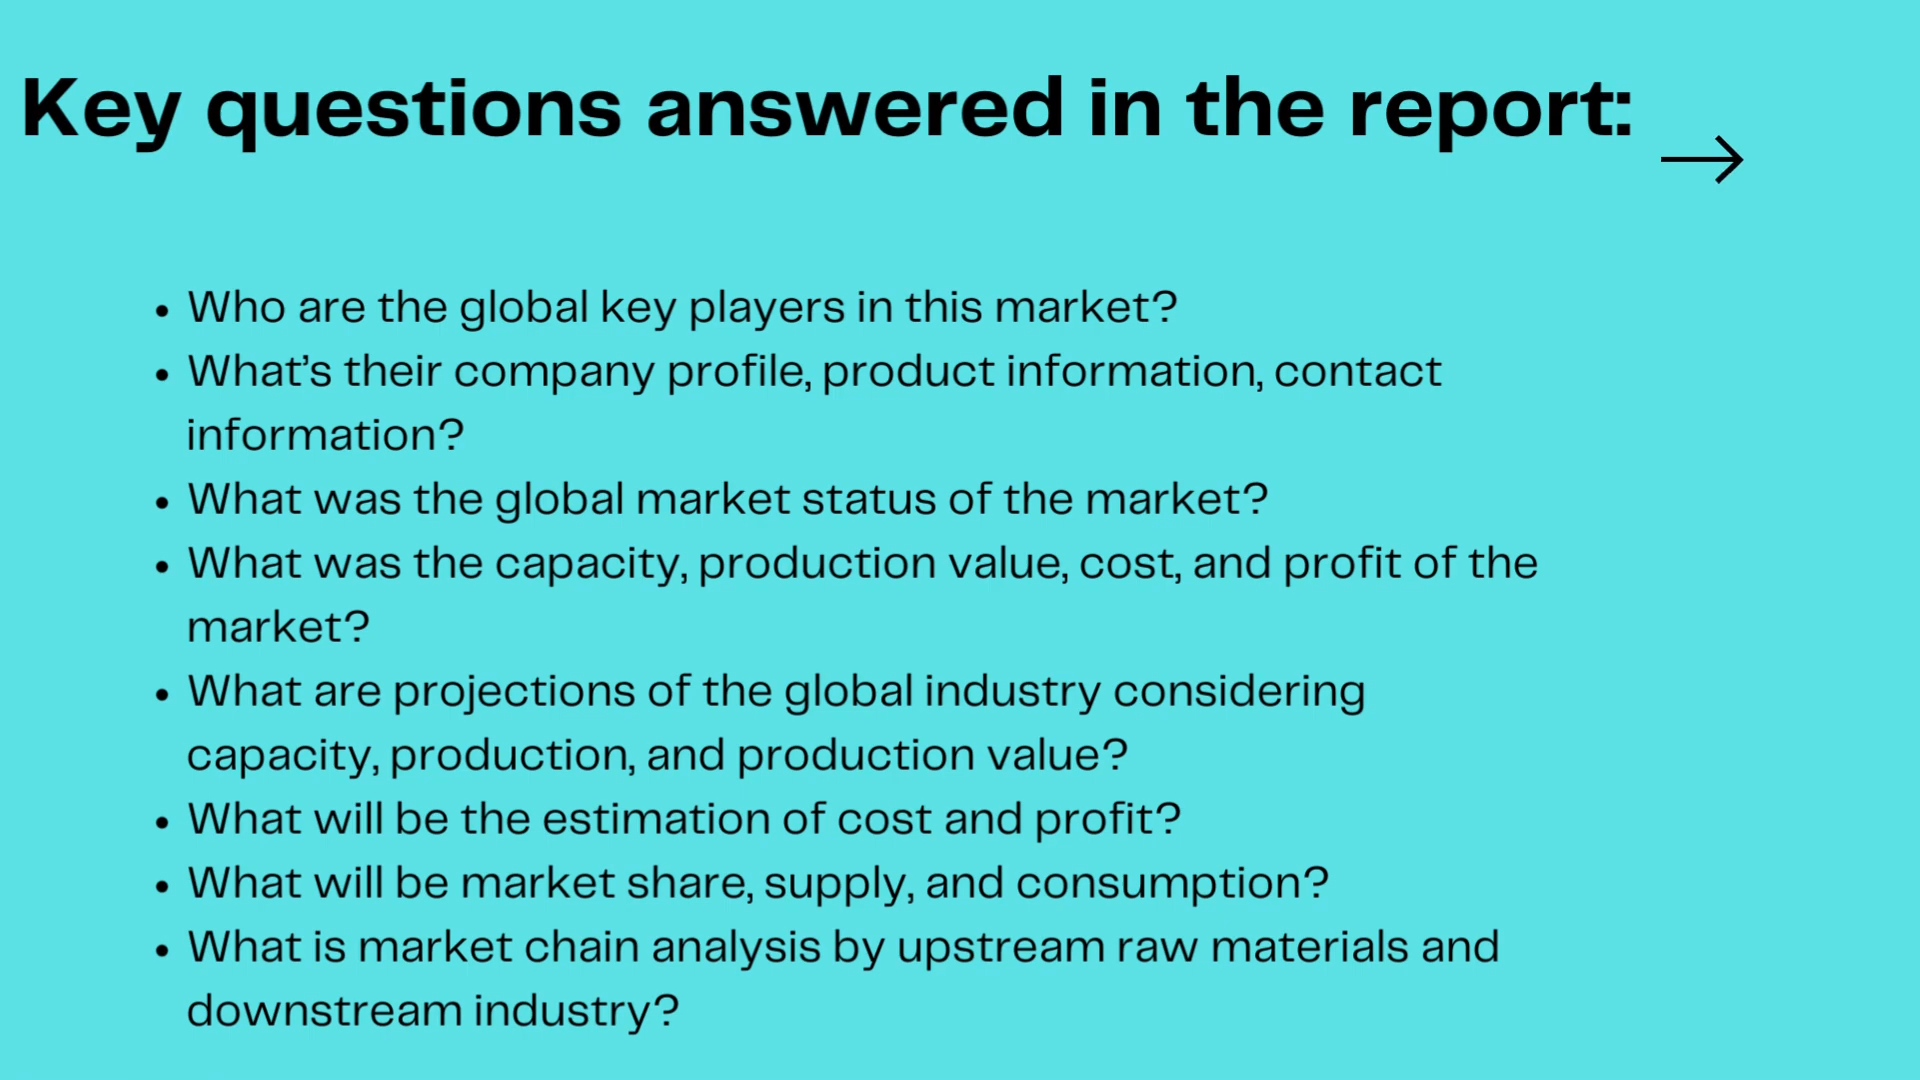 Key questions answered in the report:
• Who are the global key players in this market?
• What’s their company profile, product information, contact
information?
• What was the global market status of the market?
• What was the capacity, production value, cost, and profit of the
market?
• What are projections of the global industry considering
capacity, production, and production value?
• What will be the estimation of cost and profit?
• What will be market share, supply, and consumption?
• What is market chain analysis by upstream raw materials and
downstream industry?